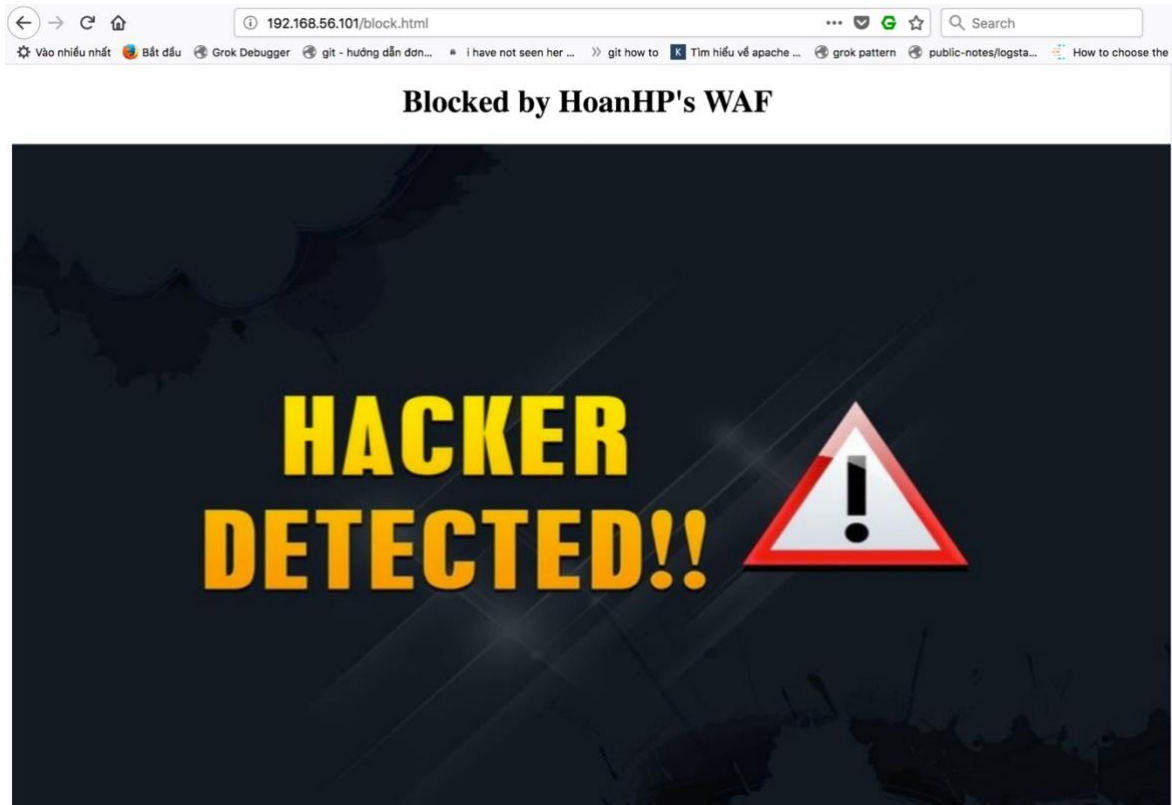 192.168.56.101/block.html
Search
Vào nhiều nhất
Bắt đầu
Grok Debugger
git - hướng dẫn đơn...
i have not seen her ...
git how to
K
Tìm hiểu về apache ...
grok pattern
public-notes/logsta...
How to choose the
Blocked by HoanHP's WAF
HACKER
DETECTED!!